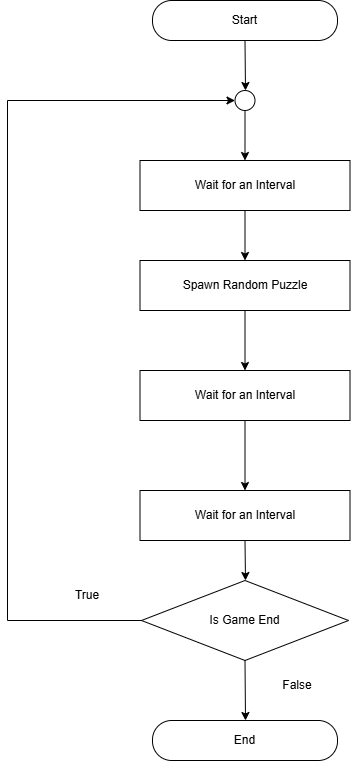 Start
Wait for an Interval
Spawn Random Puzzle
Wait for an Interval
Wait for an Interval
True
Is Game End
False
End